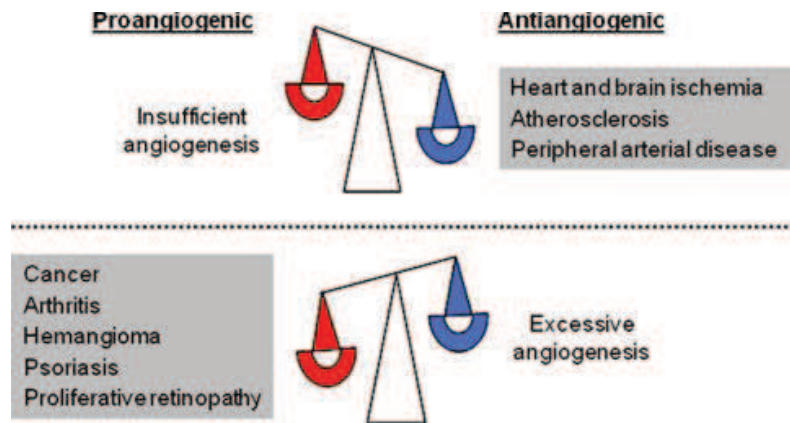 Proangiogenic
Antiangiogenic
Insufficient
angiogenesis
Heart and brain ischemia
Atherosclerosis
Peripheral arterial disease
Cancer
Arthritis
Hemangioma
Psoriasis
Proliferative retinopathy
Excessive
angiogenesis